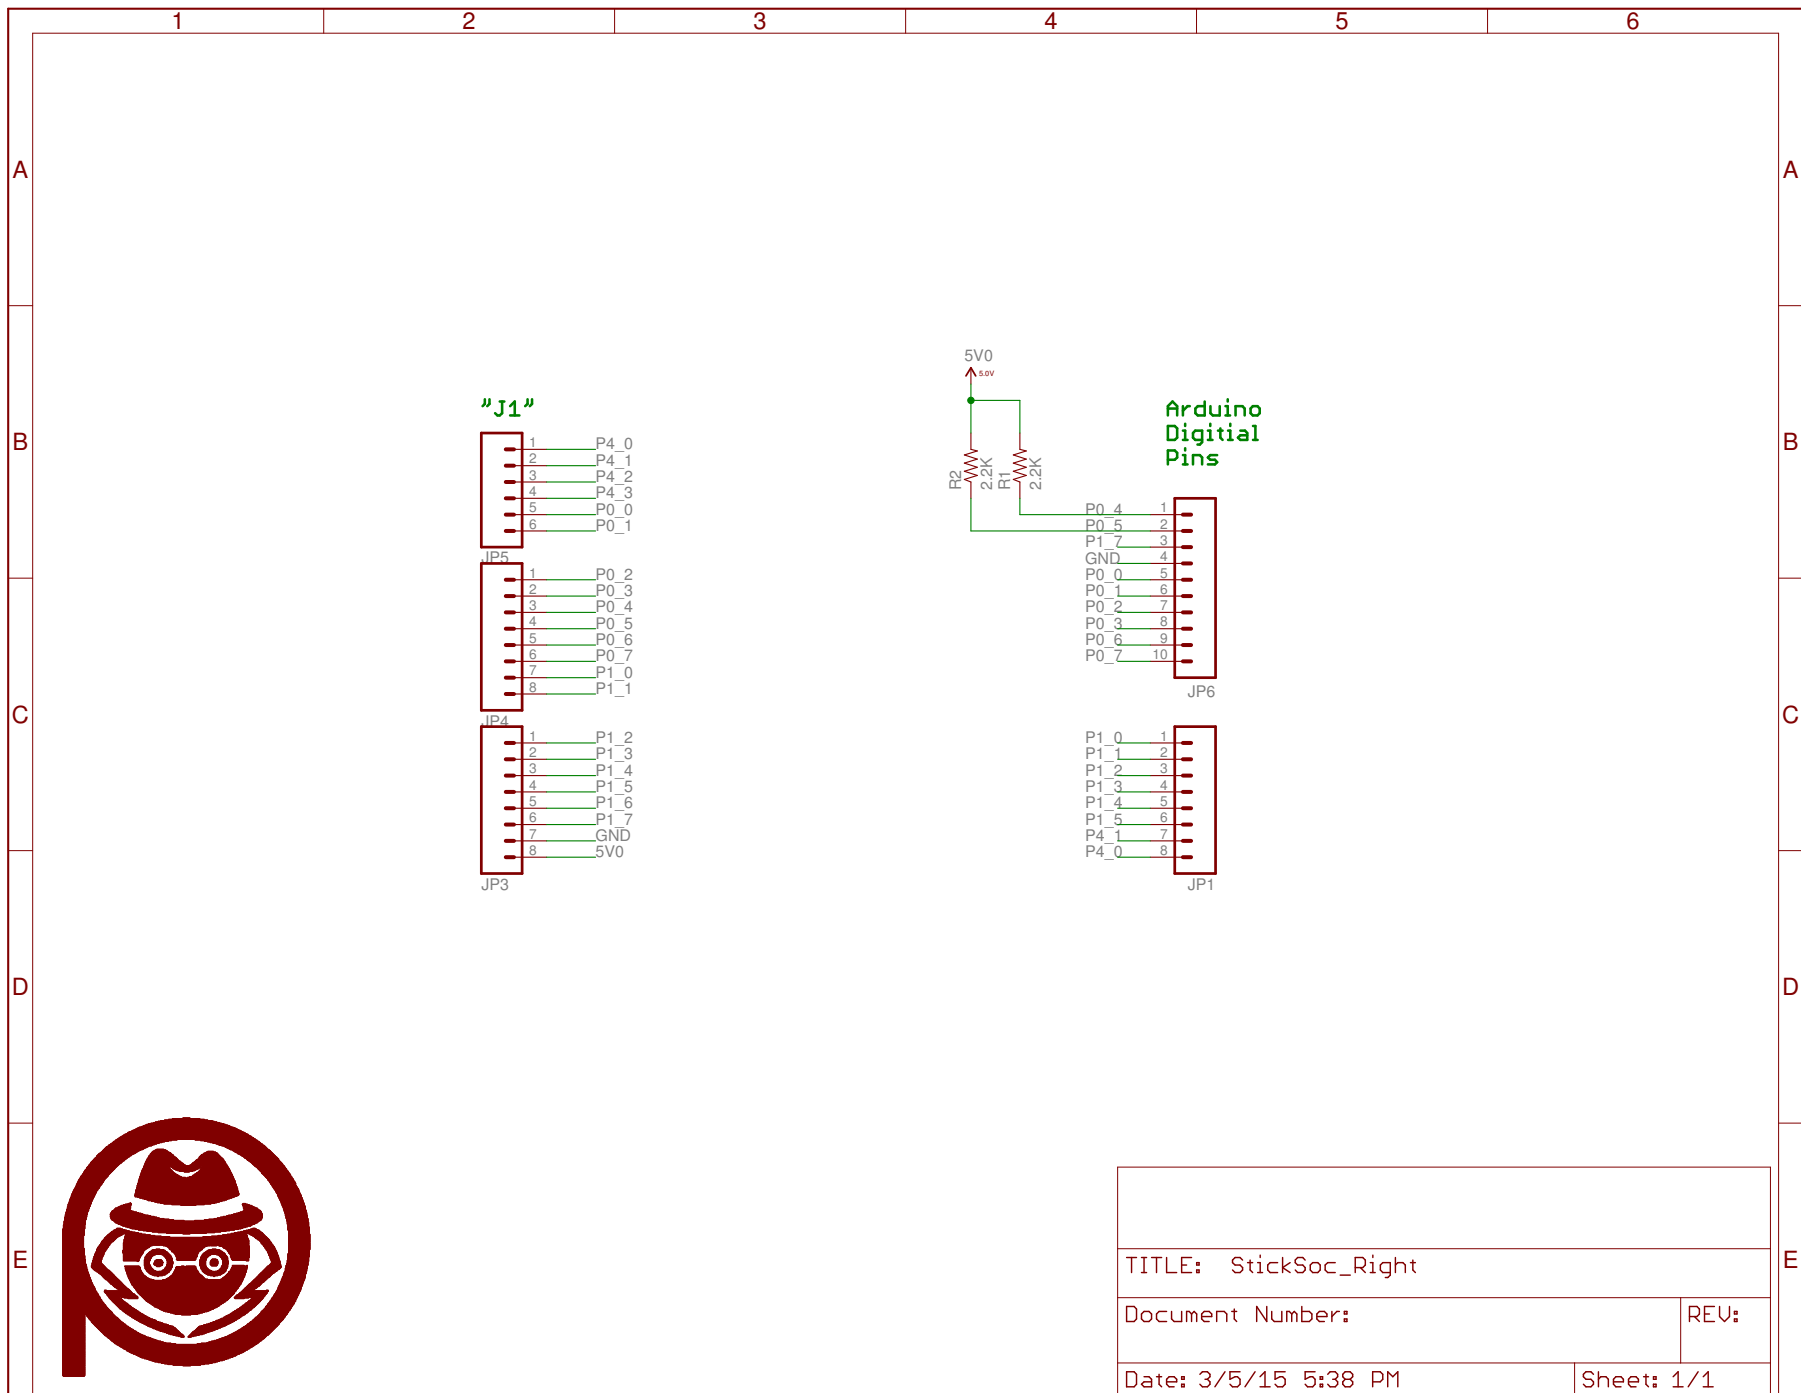 1 2 3 4 5 6
A A
B B
C C
D D
E E
"J1"
1 P4_0
2 P4_1
3 P4_2
4 P4_3
5 P0_0
6 P0_1
JP5
1 P0_2
2 P0_3
3 P0_4
4 P0_5
5 P0_6
6 P0_7
7 P1_0
8 P1_1
JP4
1 P1_2
2 P1_3
3 P1_4
4 P1_5
5 P1_6
6 P1_7
7 GND
8 5V0
JP3
5V0
5.0V
R2 2.2K R1 2.2K
Arduino
Digitial
Pins
P0_4 1
P0_5 2
P1_7 3
GND 4
P0_0 5
P0_1 6
P0_2 7
P0_3 8
P0_6 9
P0_7 10
JP6
P1_0 1
P1_1 2
P1_2 3
P1_3 4
P1_4 5
P1_5 6
P4_1 7
P4_0 8
JP1
TITLE: StickSoc_Right
Document Number: REV:
Date: 3/5/15 5:38 PM Sheet: 1/1